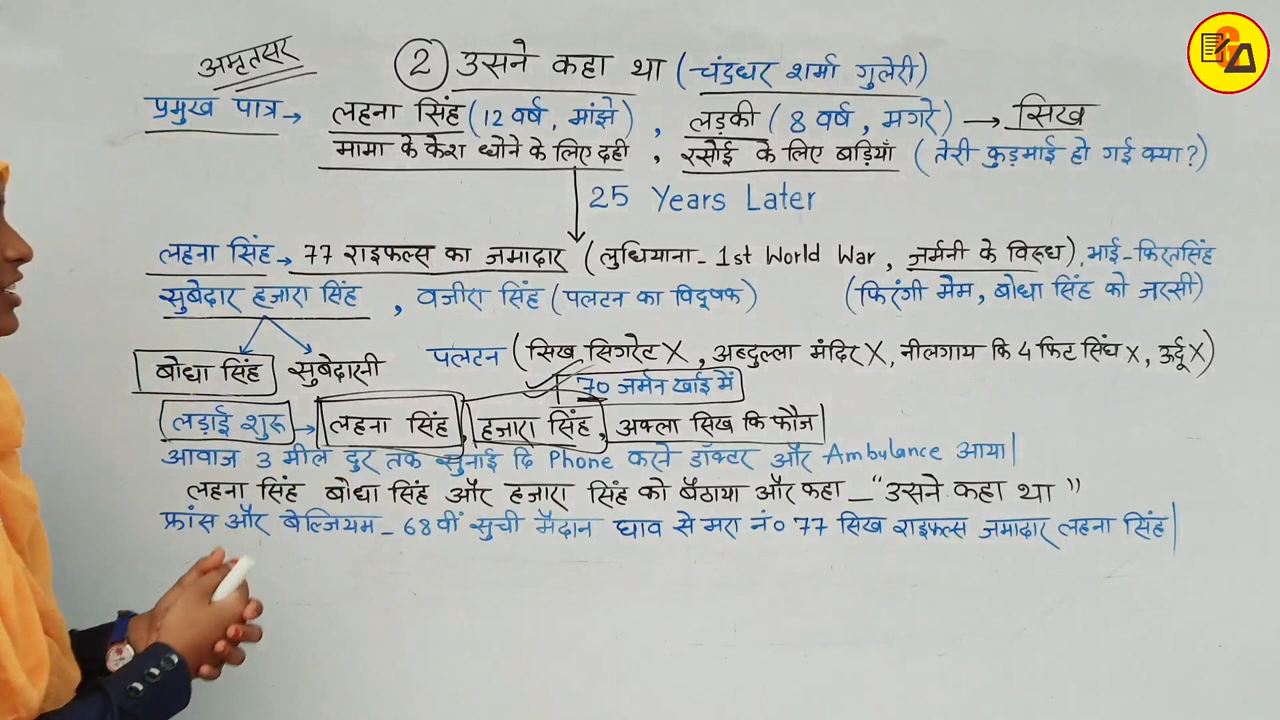 अमृतसर
② उसने कहा था (चंद्रधर शर्मा गुलेरी)
प्रमुख पात्र → लहना सिंह (12 वर्ष, मांझे) , लड़की (8 वर्ष, मगरे) → सिख
मामा के केश धोने के लिए दही , रसोई के लिए बड़ियाँ (तेरी कुड़माई हो गई क्या?)
25 Years Later
लहना सिंह → 77 राइफल्स का जमादार (लुधियाना - 1st World War, जर्मनी के विरुध), भाई-किरतसिंह
सुबेदार हजारा सिंह , वजीरा सिंह (पलटन का विदूषक) (फिरंगी मेम, बोधा सिंह को जरसी)
बोधा सिंह सुबेदारनी पलटन (सिख सिगरेट X, अब्दुल्ला मंदिर X, नीलगाय कि 4 फिट सिंघ X, ऊर्दू X)
70 जर्मन खाई में
लड़ाई शुरू → लहना सिंह, हजारा सिंह, अक्ला सिख कि फौज|
आवाज 3 मील दुर तक सुनाई दि Phone करने डॉक्टर और Ambulance आया|
लहना सिंह बोधा सिंह और हजारा सिंह को बैठाया और कहा - "उसने कहा था"
फ्रांस और बेल्जियम - 68वीं सुची मैदान घाव से मरा नं० 77 सिख राइफल्स जमादार लहना सिंह|